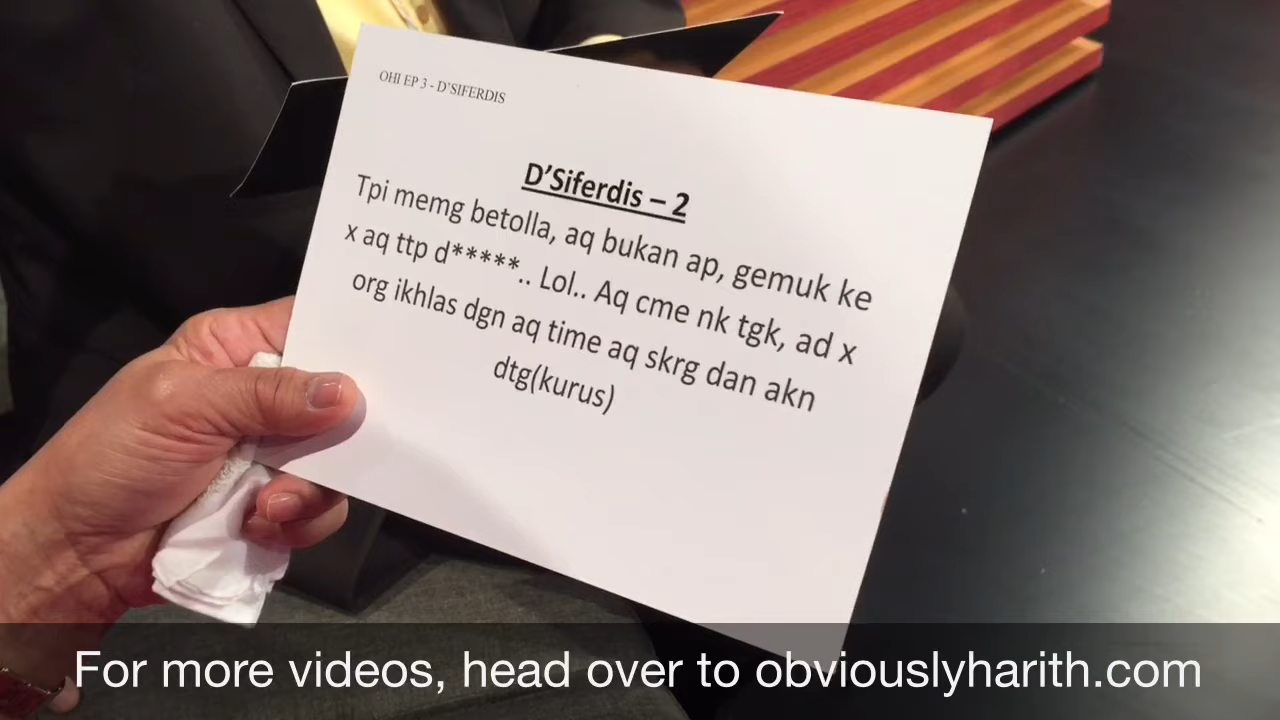 OHI EP 3 - D'SIFERDIS
D'Siferdis – 2
Tpi memg betolla, aq bukan ap, gemuk ke
x aq ttp d*****.. Lol.. Aq cme nk tgk, ad x
org ikhlas dgn aq time aq skrg dan akn
dtg(kurus)
For more videos, head over to obviouslyharith.com